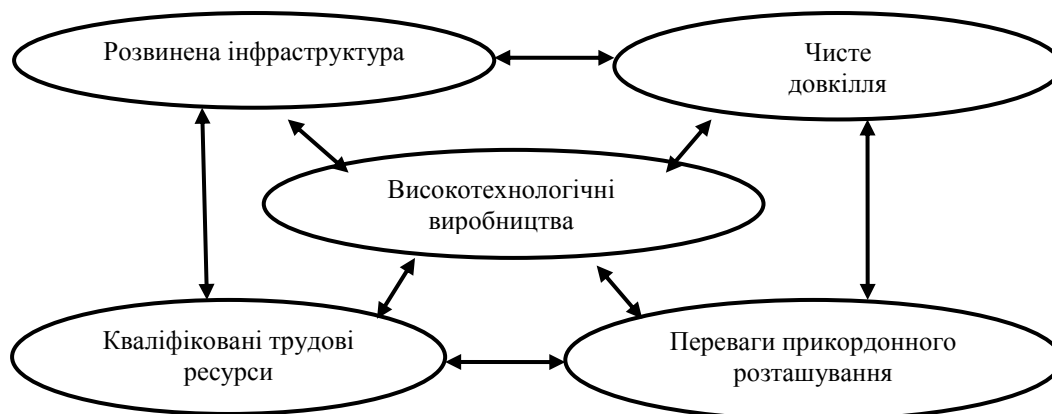 Розвинена інфраструктура
Чисте
довкілля
Високотехнологічні
виробництва
Кваліфіковані трудові
ресурси
Переваги прикордонного
розташування